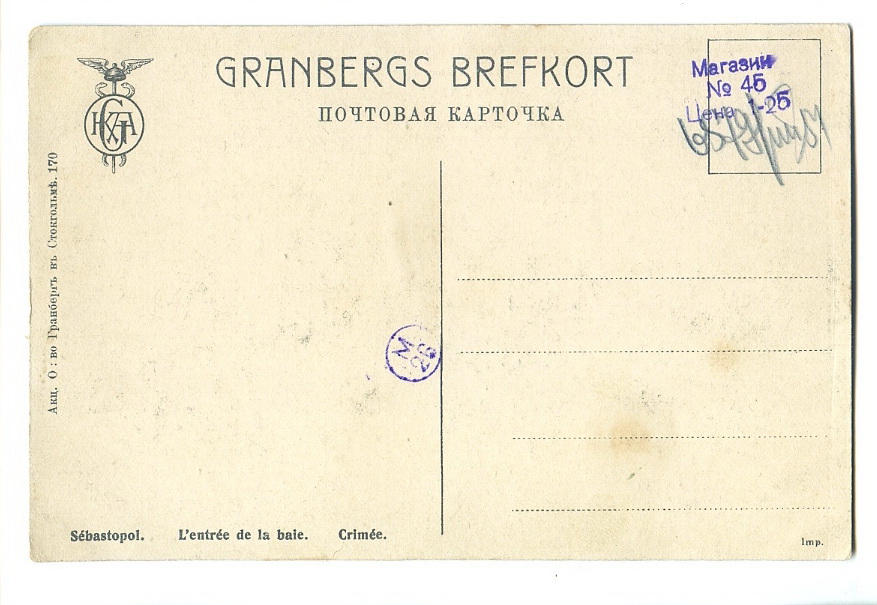 GRANBERGS BREFKORT
ПОЧТОВАЯ КАРТОЧКА
Магазин
№ 45
Цена 1-25
Акц. О:во Гранбергъ въ Стокгольмѣ. 170
М
26
Sébastopol. L'entrée de la baie. Crimée.
Imp.